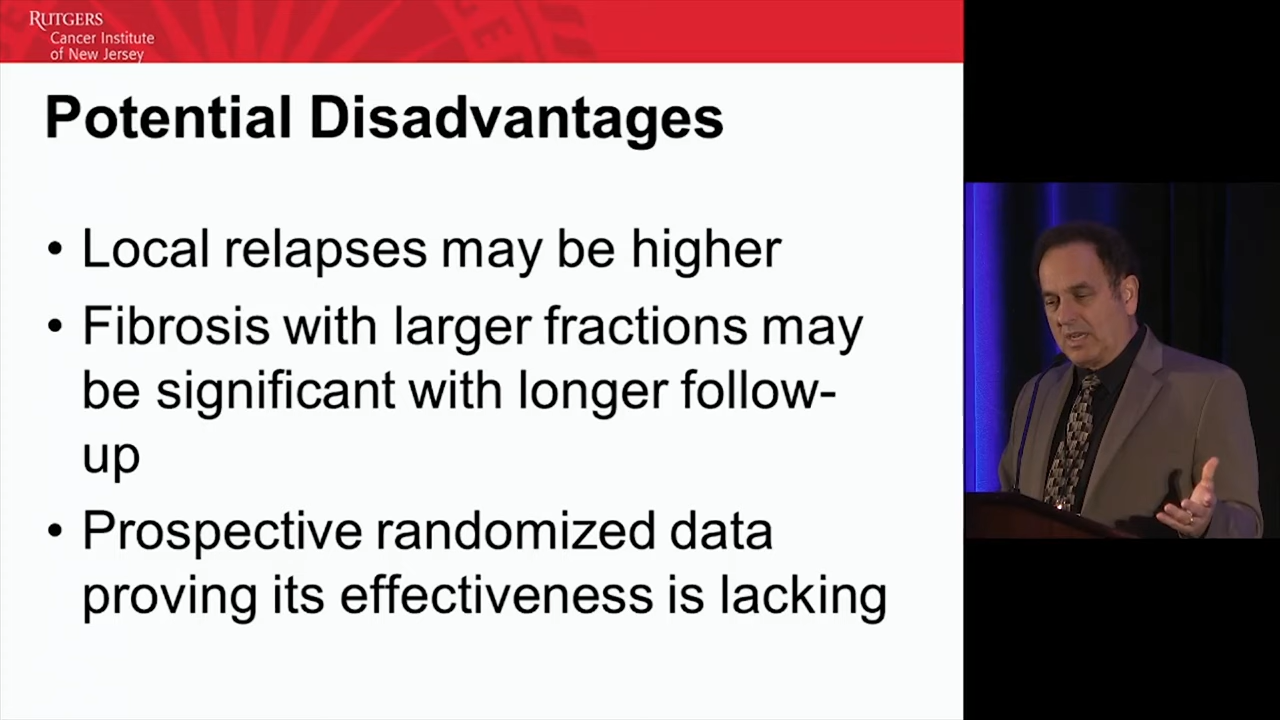 RUTGERS
Cancer Institute
of New Jersey
Potential Disadvantages
• Local relapses may be higher
• Fibrosis with larger fractions may
be significant with longer follow-
up
• Prospective randomized data
proving its effectiveness is lacking